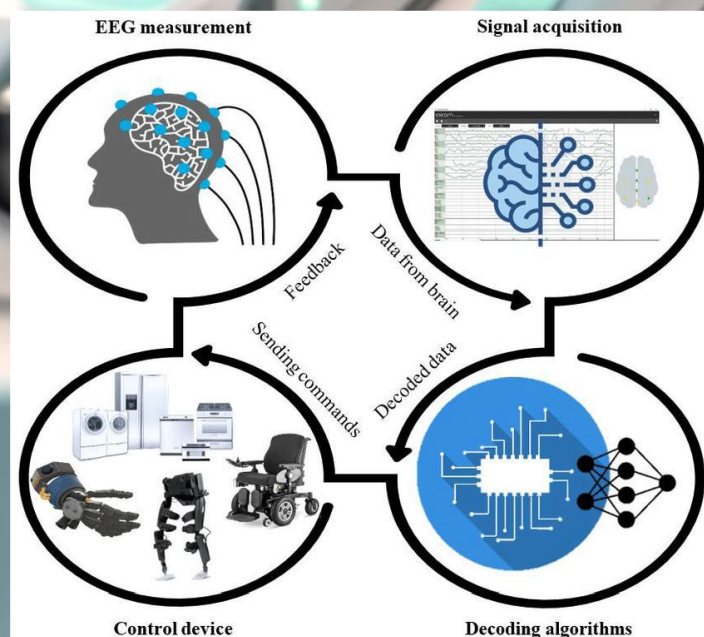 EEG measurement
Signal acquisition
Feedback
Data from brain
Sending commands
Decoded data
Control device
Decoding algorithms